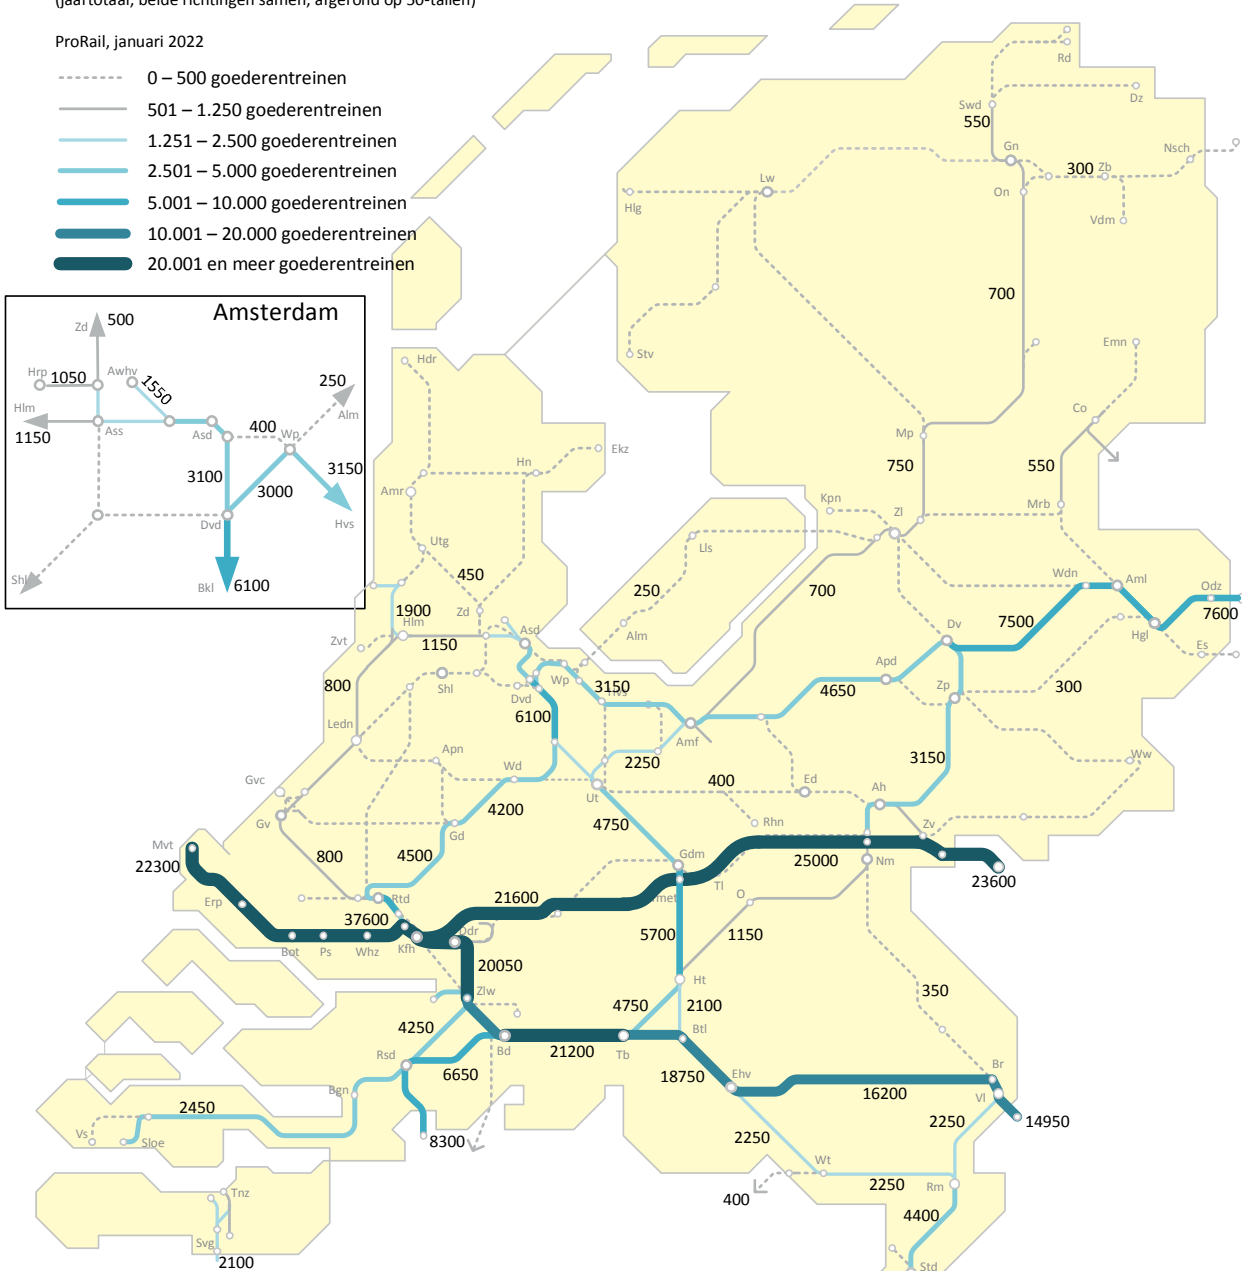 (jaartotaal, beide richtingen samen, afgerond op 50-tallen)
ProRail, januari 2022
0 – 500 goederentreinen
501 – 1.250 goederentreinen
1.251 – 2.500 goederentreinen
2.501 – 5.000 goederentreinen
5.001 – 10.000 goederentreinen
10.001 – 20.000 goederentreinen
20.001 en meer goederentreinen
Amsterdam
Zd 500
Hrp 1050 Awhv 1550 250
Hlm Alm
1150 Ass Asd 400 Wp
3100 3000 3150
Dvd Hvs
Shl Bkl 6100
Rd
Swd Dz
550
Gn Nsch
300 Zb
Lw On
Hlg Vdm
700
Stv Emn
Hdr
Co
Mp
Hn Ekz 750 550
Amr Kpn Mrb
Zl
Utg Lls
450 Wdn Aml Odz
250 700
1900 Zd 7500 7600
Hlm Asd Alm Dv Hgl
Zvt 1150 Es
Wp Apd
800 Shl 3150 Hvs 4650 Zp 300
Dvd
6100
Ledn Amf
Apn 2250 3150 Ww
Wd 400
Gvc Ed Ah
Ut
Gv 4200 4750 Rhn Zv
Gd
Mvt 800 4500 25000
22300 Gdm Nm 23600
Tl
Erp Rtd 21600 O
37600
Kfh Ddr 5700 1150
Bot Ps Whz
20050 Ht
Zlw 350
4750 2100
4250 Btl
Rsd Bd 21200 Tb
6650 18750 Ehv Br
Bgn 16200 Vl
2450 2250 14950
Vs Sloe 8300 2250
Wt
2250 Rm
Tnz 400
4400
Svg
2100 Std